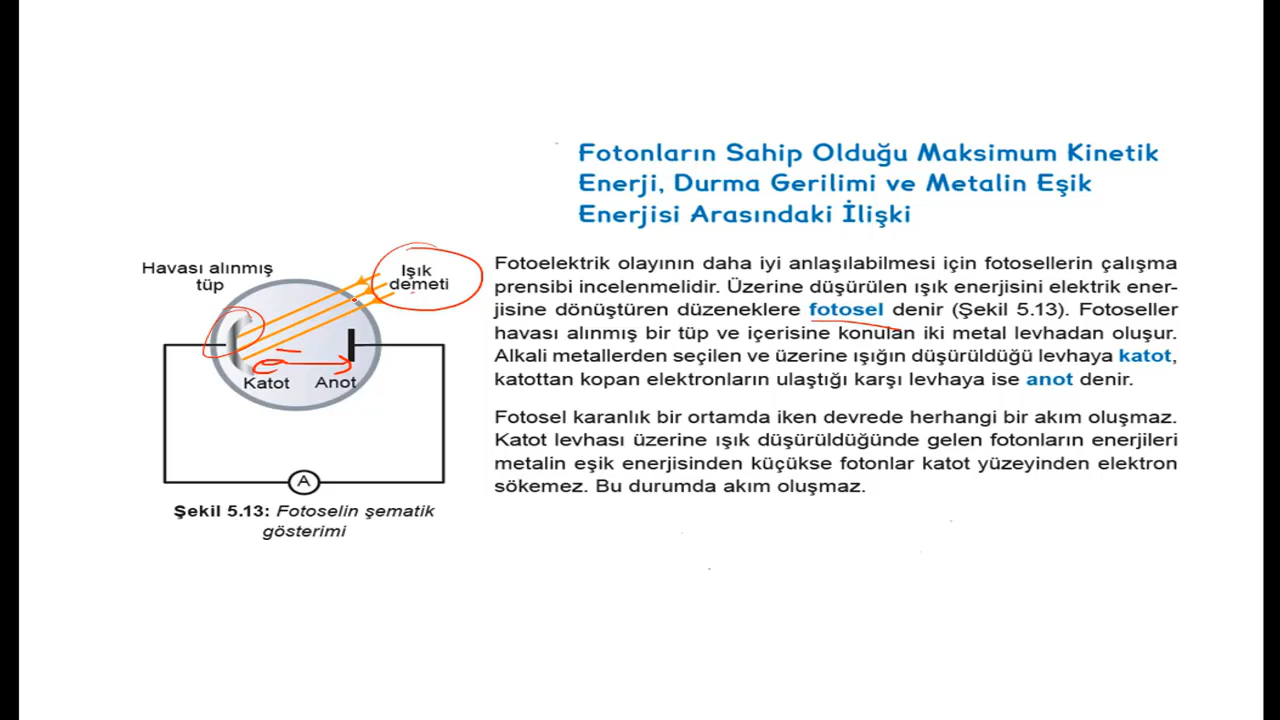 Fotonların Sahip Olduğu Maksimum Kinetik
Enerji, Durma Gerilimi ve Metalin Eşik
Enerjisi Arasındaki İlişki
Havası alınmış
tüp
Işık
demeti
Katot
Anot
e-
A
Şekil 5.13: Fotoselin şematik
gösterimi
Fotoelektrik olayının daha iyi anlaşılabilmesi için fotosellerin çalışma
prensibi incelenmelidir. Üzerine düşürülen ışık enerjisini elektrik ener-
jisine dönüştüren düzeneklere fotosel denir (Şekil 5.13). Fotoseller
havası alınmış bir tüp ve içerisine konulan iki metal levhadan oluşur.
Alkali metallerden seçilen ve üzerine ışığın düşürüldüğü levhaya katot,
katottan kopan elektronların ulaştığı karşı levhaya ise anot denir.
Fotosel karanlık bir ortamda iken devrede herhangi bir akım oluşmaz.
Katot levhası üzerine ışık düşürüldüğünde gelen fotonların enerjileri
metalin eşik enerjisinden küçükse fotonlar katot yüzeyinden elektron
sökemez. Bu durumda akım oluşmaz.